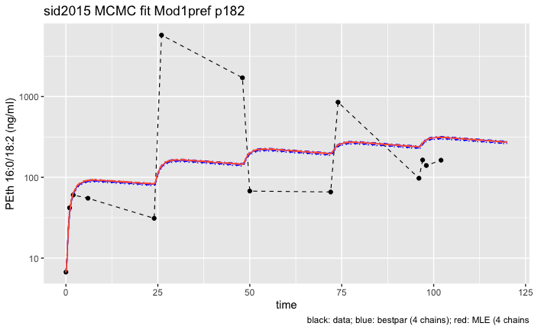 sid2015 MCMC fit Mod1pref p182
PEth 16:0/18:2 (ng/ml)
1000
100
10
0
25
50
75
100
125
time
black: data; blue: bestpar (4 chains); red: MLE (4 chains